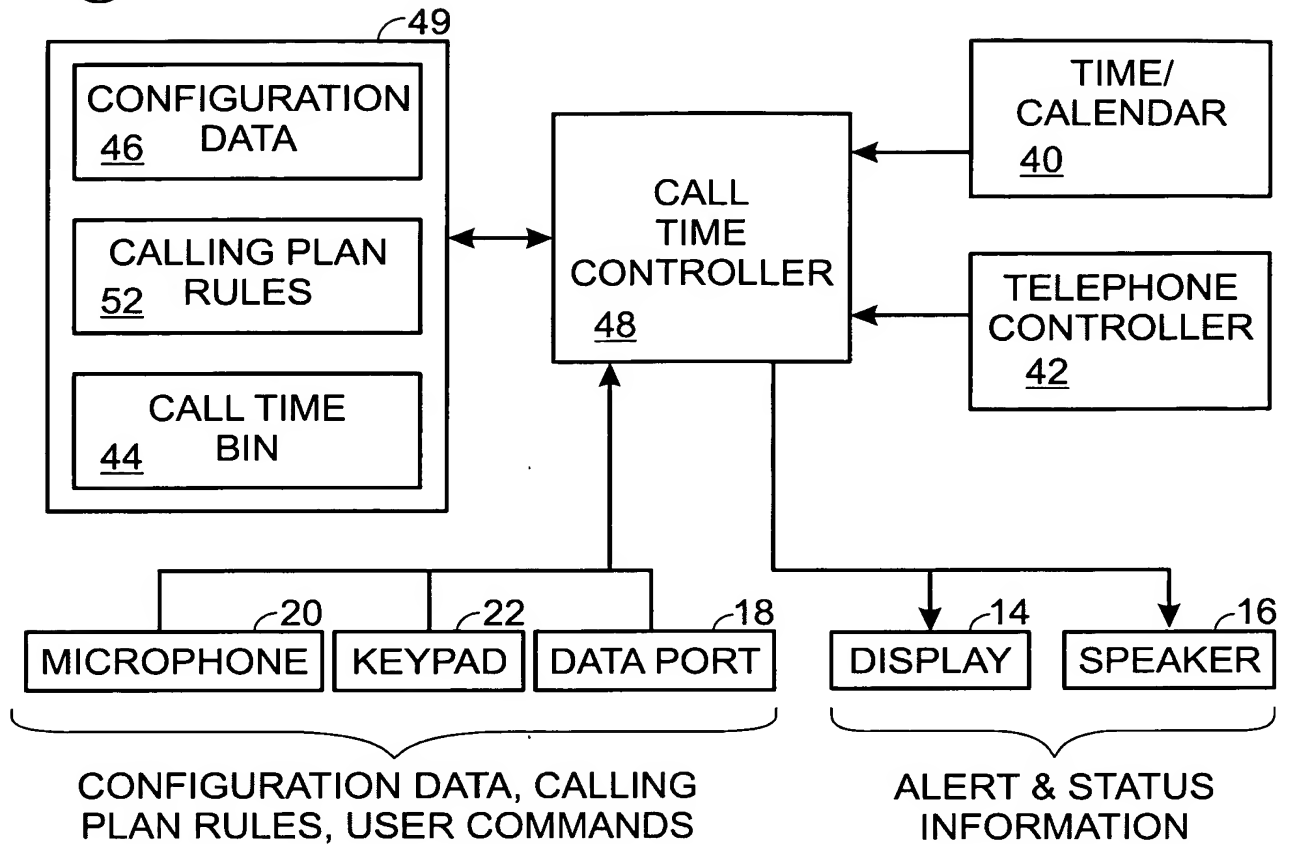 49
CONFIGURATION
DATA
46
CALLING PLAN
RULES
52
CALL TIME
BIN
44
CALL
TIME
CONTROLLER
48
TIME/
CALENDAR
40
TELEPHONE
CONTROLLER
42
20
MICROPHONE
22
KEYPAD
18
DATA PORT
14
DISPLAY
16
SPEAKER
CONFIGURATION DATA, CALLING
PLAN RULES, USER COMMANDS
ALERT & STATUS
INFORMATION